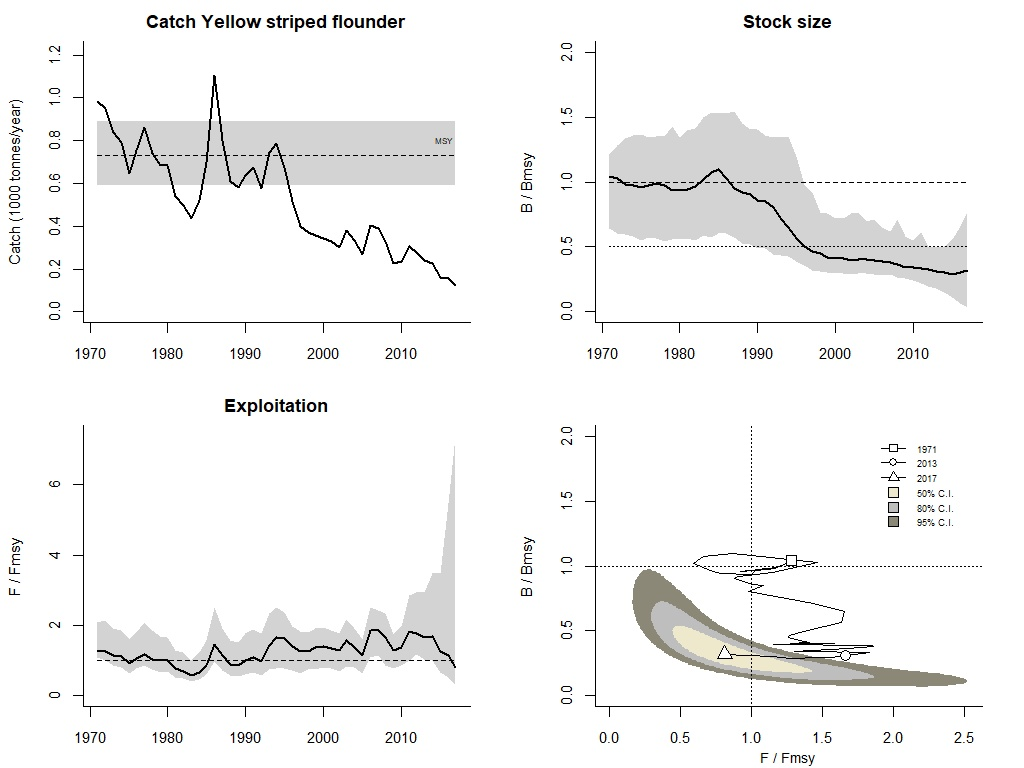 Catch Yellow striped flounder
Catch (1000 tonnes/year)
1.2
1.0
0.8
0.6
0.4
0.2
0.0
MSY
1970 1980 1990 2000 2010
Stock size
B / Bmsy
2.0
1.5
1.0
0.5
0.0
1970 1980 1990 2000 2010
Exploitation
F / Fmsy
6
4
2
0
1970 1980 1990 2000 2010
B / Bmsy
2.0
1.5
1.0
0.5
0.0
1971
2013
2017
50% C.I.
80% C.I.
95% C.I.
0.0 0.5 1.0 1.5 2.0 2.5
F / Fmsy